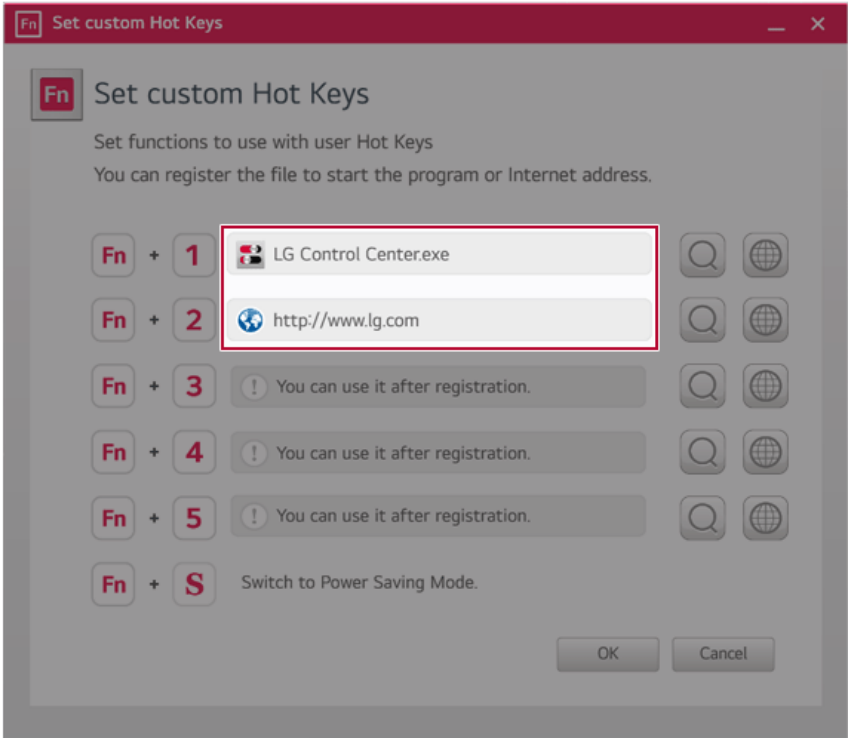 Fn Set custom Hot Keys
Fn Set custom Hot Keys
Set functions to use with user Hot Keys
You can register the file to start the program or Internet address.
Fn + 1 LG Control Center.exe
Fn + 2 http://www.lg.com
Fn + 3 ! You can use it after registration.
Fn + 4 ! You can use it after registration.
Fn + 5 ! You can use it after registration.
Fn + S Switch to Power Saving Mode.
OK Cancel